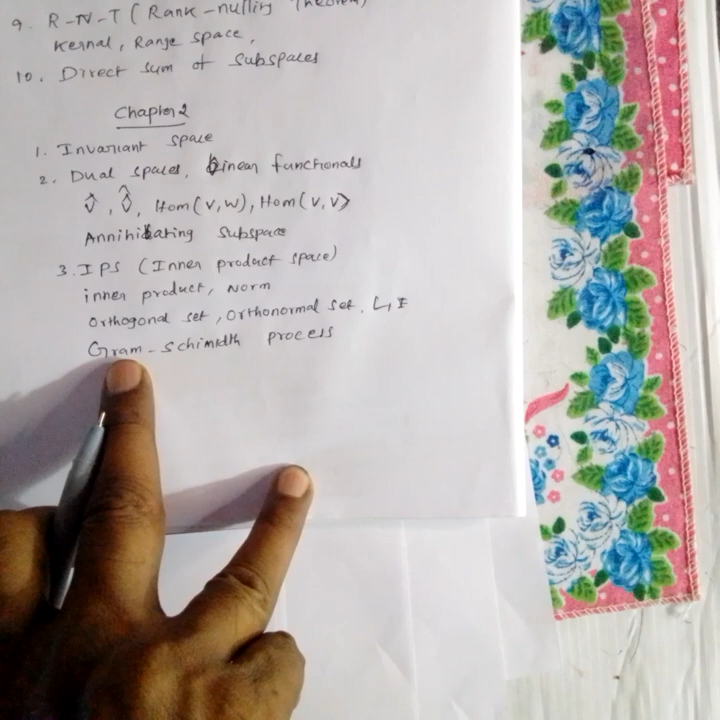 9. R-N-T (Rank-nullity Theorem)
Kernal, Range space,
10. Direct sum of subspaces
Chapter 2
1. Invariant space
2. Dual spaces, linear functionals
V̂, V̂̂, Hom(V,W), Hom(V,V)
Annihilating subspace
3. IPS (Inner product space)
inner product, norm
orthogonal set, orthonormal set, L, I
Gram-Schimidth process